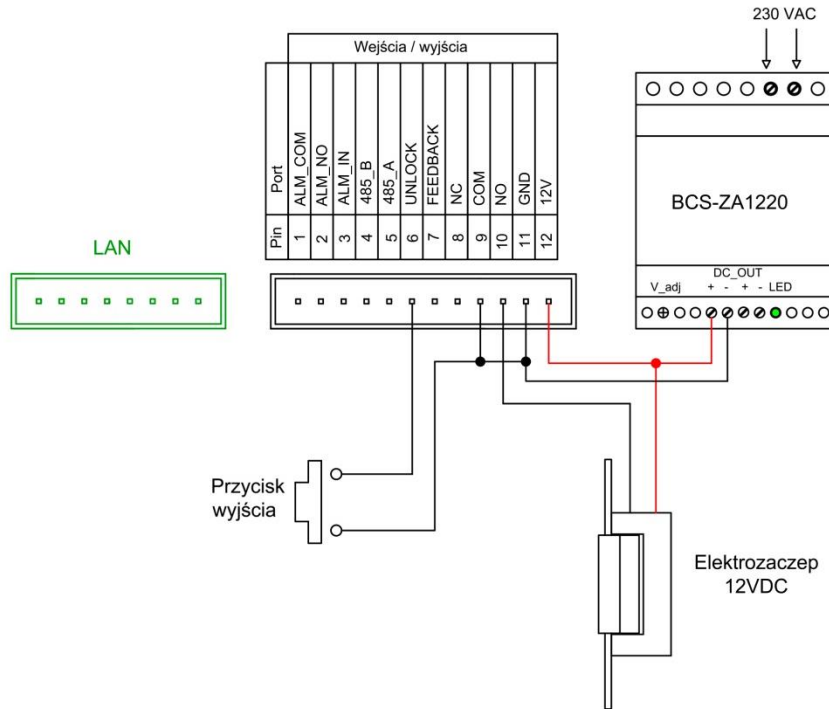 230 VAC
Wejścia / wyjścia
Port
ALM_COM
ALM_NO
ALM_IN
485_B
485_A
UNLOCK
FEEDBACK
NC
COM
NO
GND
12V
Pin
1
2
3
4
5
6
7
8
9
10
11
12
LAN
BCS-ZA1220
DC_OUT
V_adj + - + - LED
Przycisk
wyjścia
Elektrozaczep
12VDC